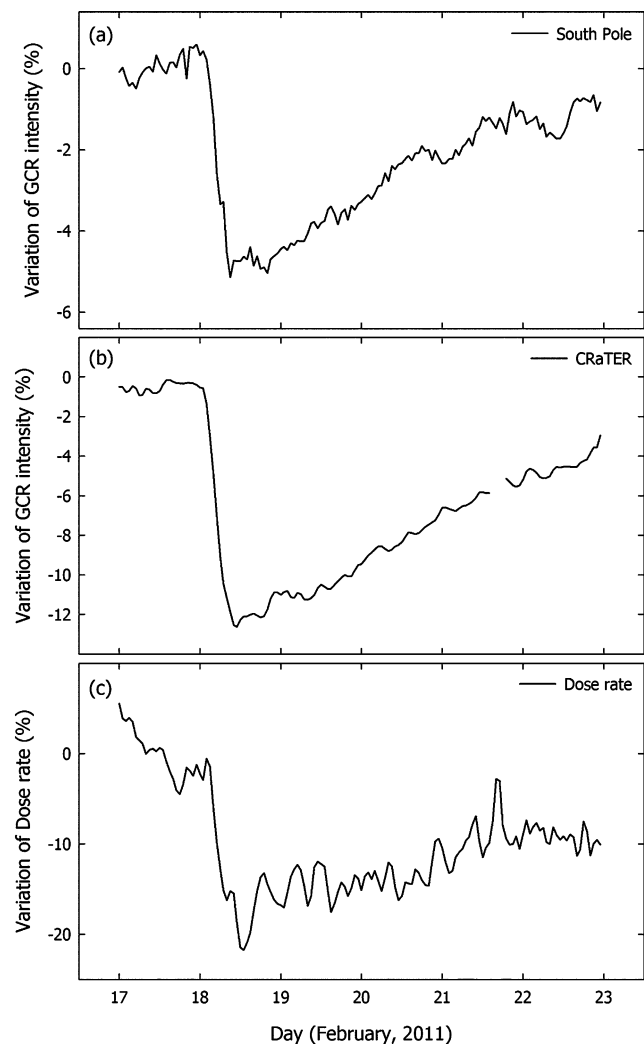 (a)
South Pole
Variation of GCR intensity (%)
0
-2
-4
-6
(b)
CRaTER
Variation of GCR intensity (%)
0
-2
-4
-6
-8
-10
-12
(c)
Dose rate
Variation of Dose rate (%)
0
-10
-20
17 18 19 20 21 22 23
Day (February, 2011)